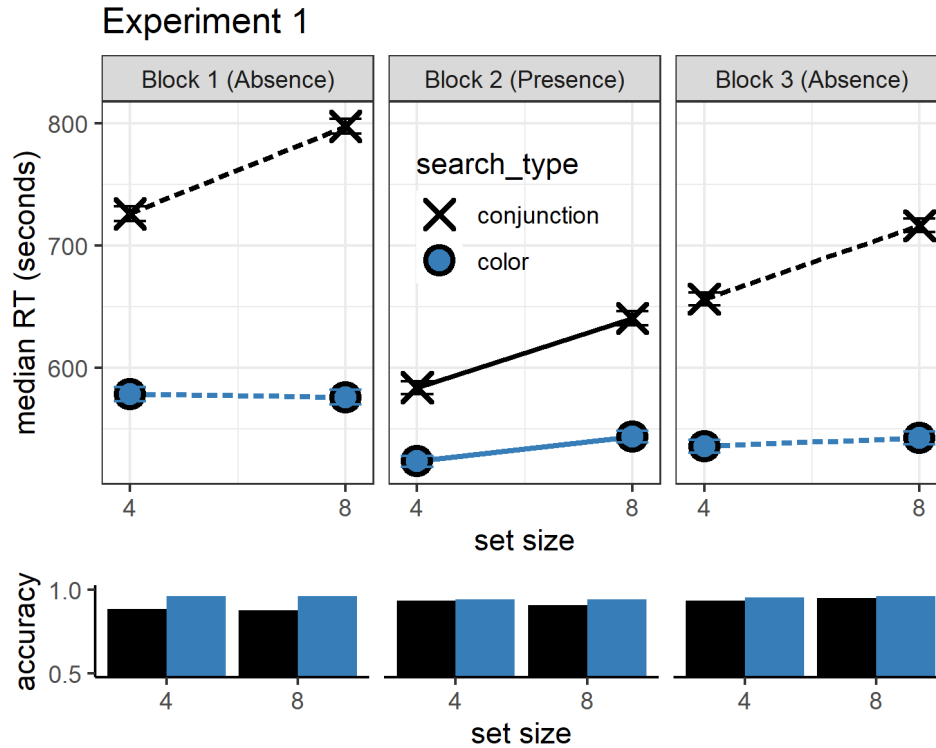 Experiment 1
Block 1 (Absence) Block 2 (Presence) Block 3 (Absence)
median RT (seconds)
800
700
600
search_type
conjunction
color
4 8 4 8 4 8
set size
accuracy
1.0
0.5
4 8 4 8 4 8
set size